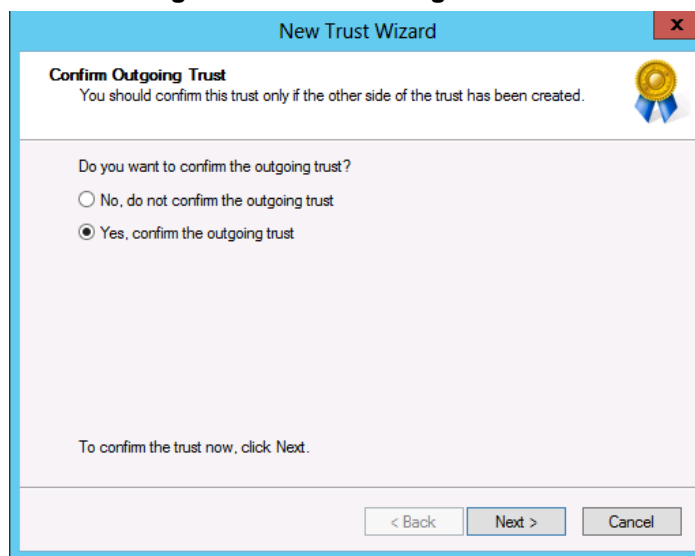 New Trust Wizard
x
Confirm Outgoing Trust
You should confirm this trust only if the other side of the trust has been created.
Do you want to confirm the outgoing trust?
No, do not confirm the outgoing trust
Yes, confirm the outgoing trust
To confirm the trust now, click Next.
< Back Next > Cancel